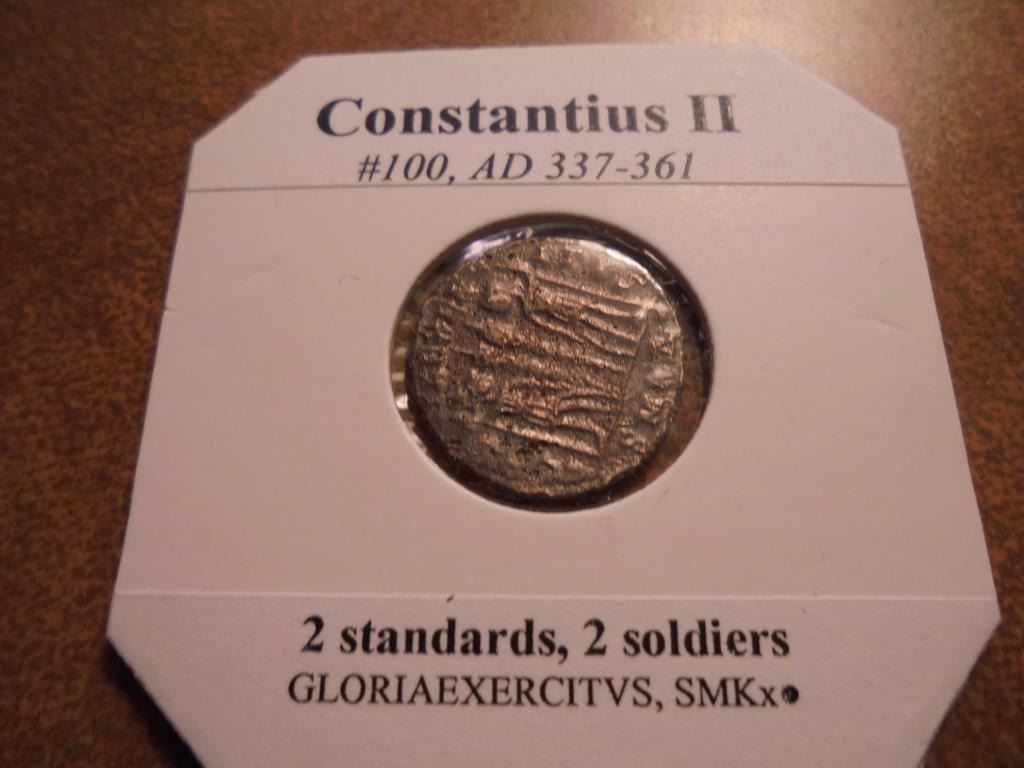 Constantius II
#100, AD 337-361
2 standards, 2 soldiers
GLORIAEXERCITVS, SMKx●